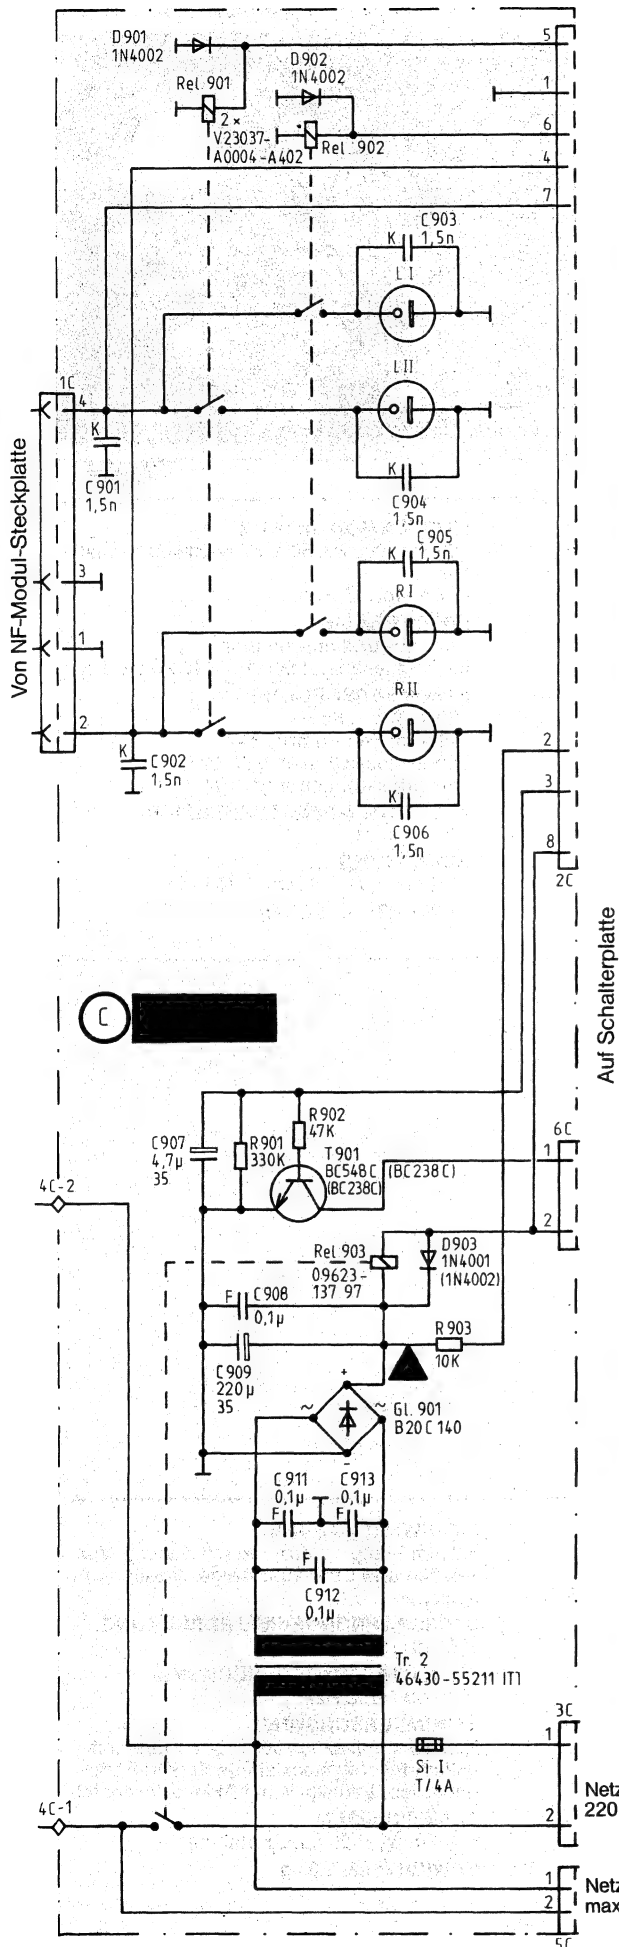 D901
1N4002
5
D902
1N4002
Rel.901
1
2 ×
V23037-
A0004-A402
Rel. 902
6
4
7
C903
K 1,5n
L I
1C
L II
4
K
C901
1,5n
K
C904
1,5n
C905
K 1,5n
3
R I
1
R II
2
K C902
1,5n
2
3
K
C906
1,5n
8
2C
Von NF-Modul-Steckplatte
Auf Schalterplatte
C
R902
47K
C907
4,7µ
35
R901
330K
T901
BC548C (BC238C)
(BC238C)
6C
1
4C-2
2
Rel.903
09623-
137 97
D903
1N4001
(1N4002)
F C908
0,1µ
R903
10K
C909
220µ
35
+
~ ~
Gl. 901
B20C140
-
C911 C913
0,1µ 0,1µ
F F
F
C912
0,1µ
Tr. 2
46430-55211 (T)
3C
1
Si I
T/4A
4C-1
2
Netz
220
1
2
Netz
max
5C